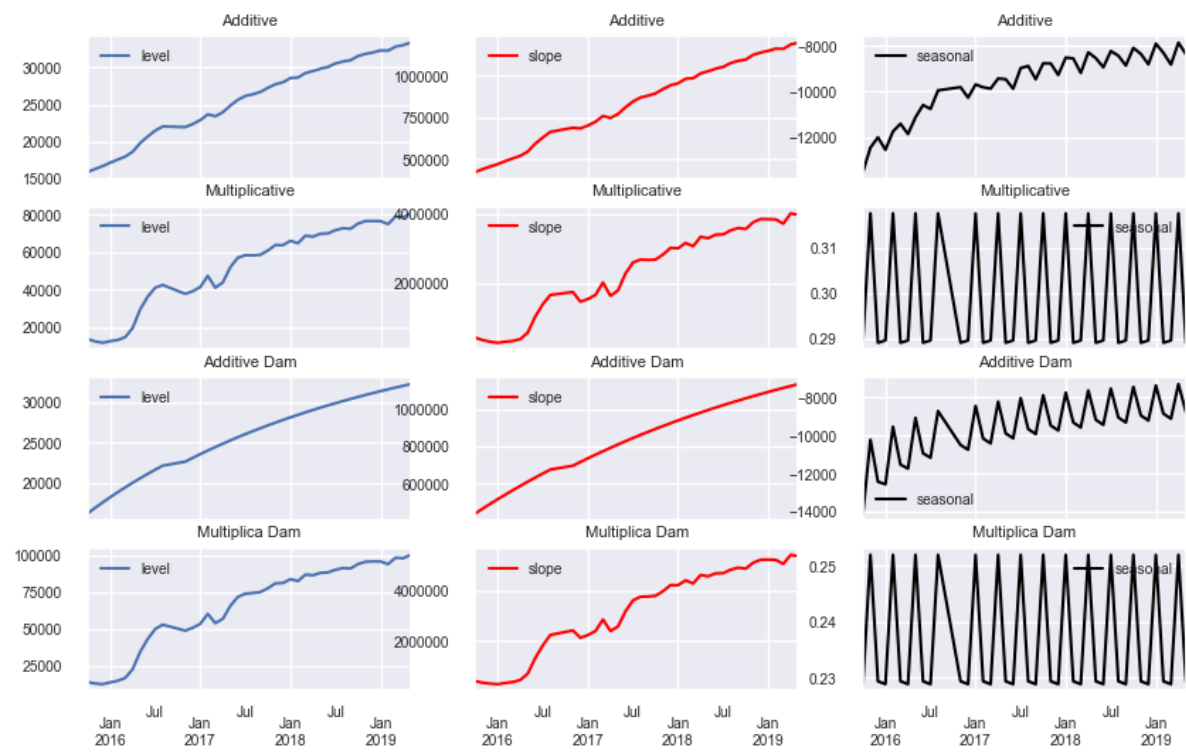 Additive
Additive
Additive
level
30000
25000
20000
15000
slope
1000000
750000
500000
seasonal
−8000
−10000
−12000
Multiplicative
Multiplicative
Multiplicative
level
80000
60000
40000
20000
slope
4000000
2000000
seasonal
0.31
0.30
0.29
Additive Dam
Additive Dam
Additive Dam
level
30000
25000
20000
slope
1000000
800000
600000
seasonal
−8000
−10000
−12000
−14000
Multiplica Dam
Multiplica Dam
Multiplica Dam
level
100000
75000
50000
25000
slope
4000000
2000000
seasonal
0.25
0.24
0.23
Jan Jul Jan Jul Jan Jul Jan
2016 2017 2018 2019
Jan Jul Jan Jul Jan Jul Jan
2016 2017 2018 2019
Jan Jul Jan Jul Jan Jul Jan
2016 2017 2018 2019